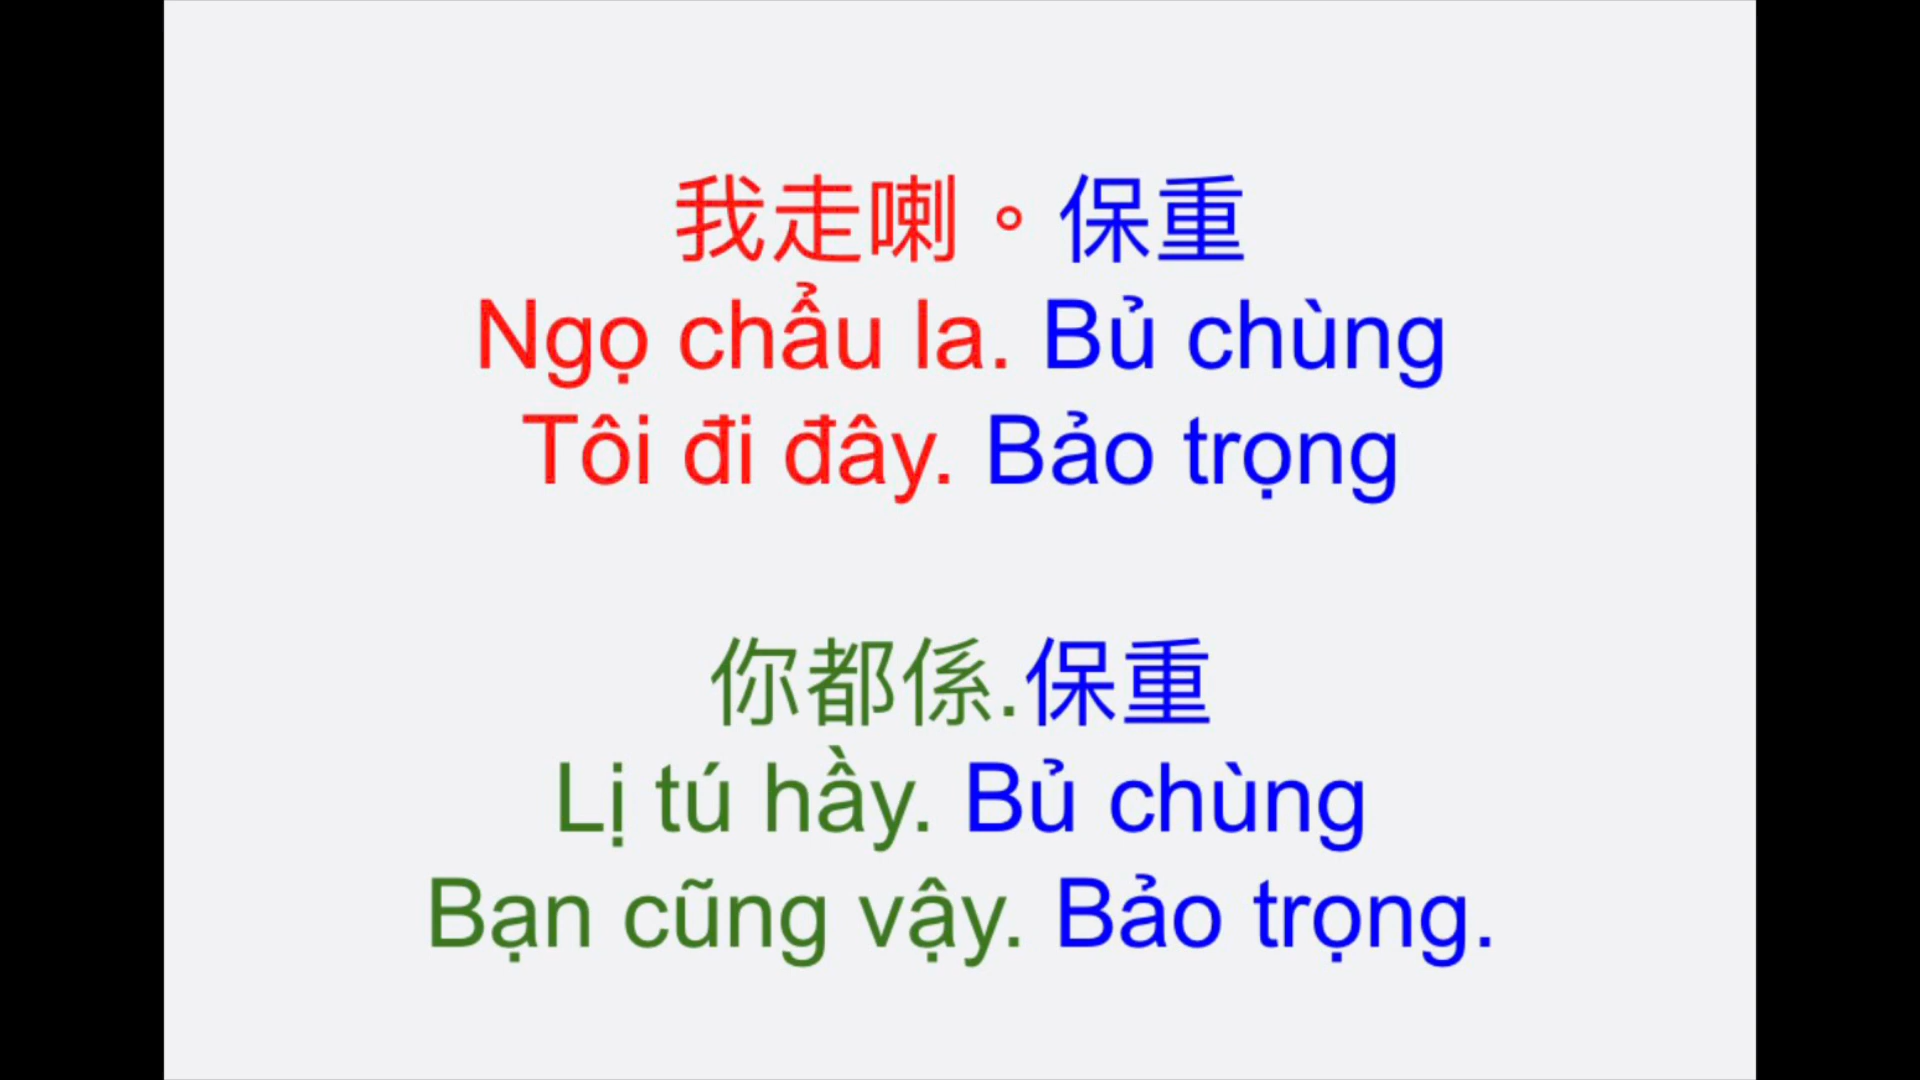 我走喇。保重
Ngọ chẩu la. Bủ chùng
Tôi đi đây. Bảo trọng
你都係.保重
Lị tú hầy. Bủ chùng
Bạn cũng vậy. Bảo trọng.